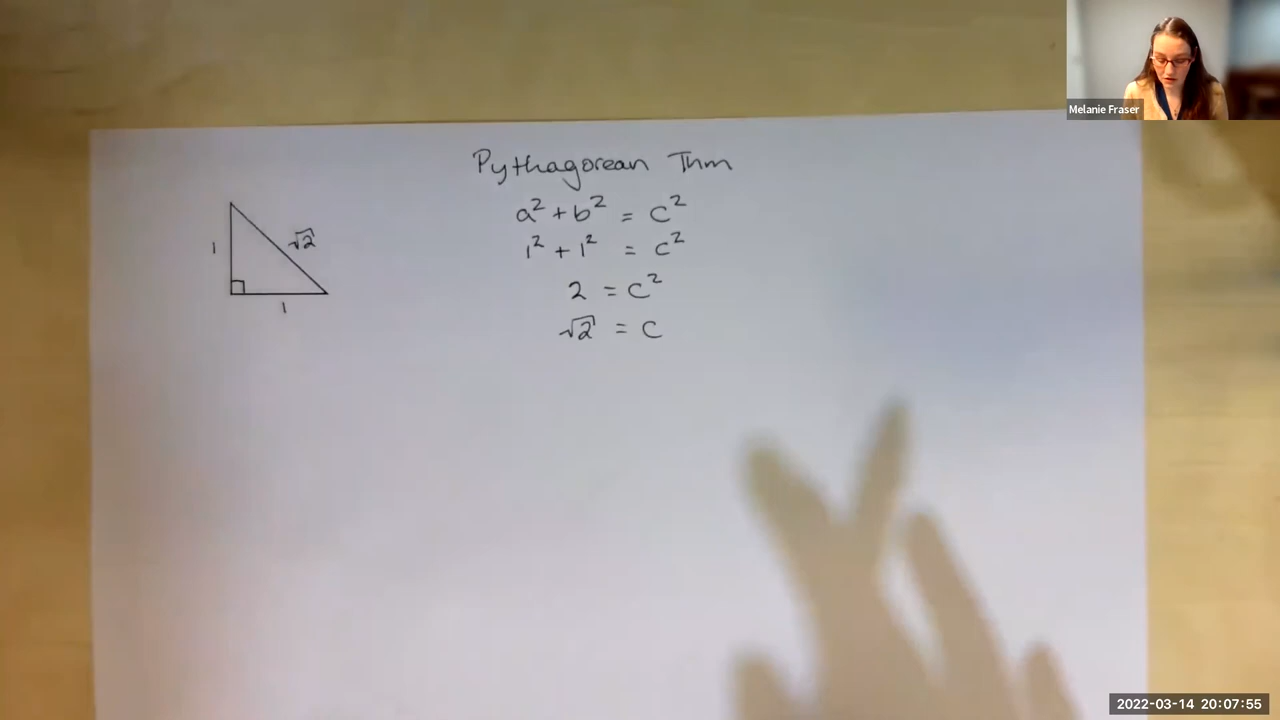 Melanie Fraser
Pythagorean Thm
a² + b² = c²
1² + 1² = c²
2 = c²
√2 = c
1
√2
1
2022-03-14 20:07:55